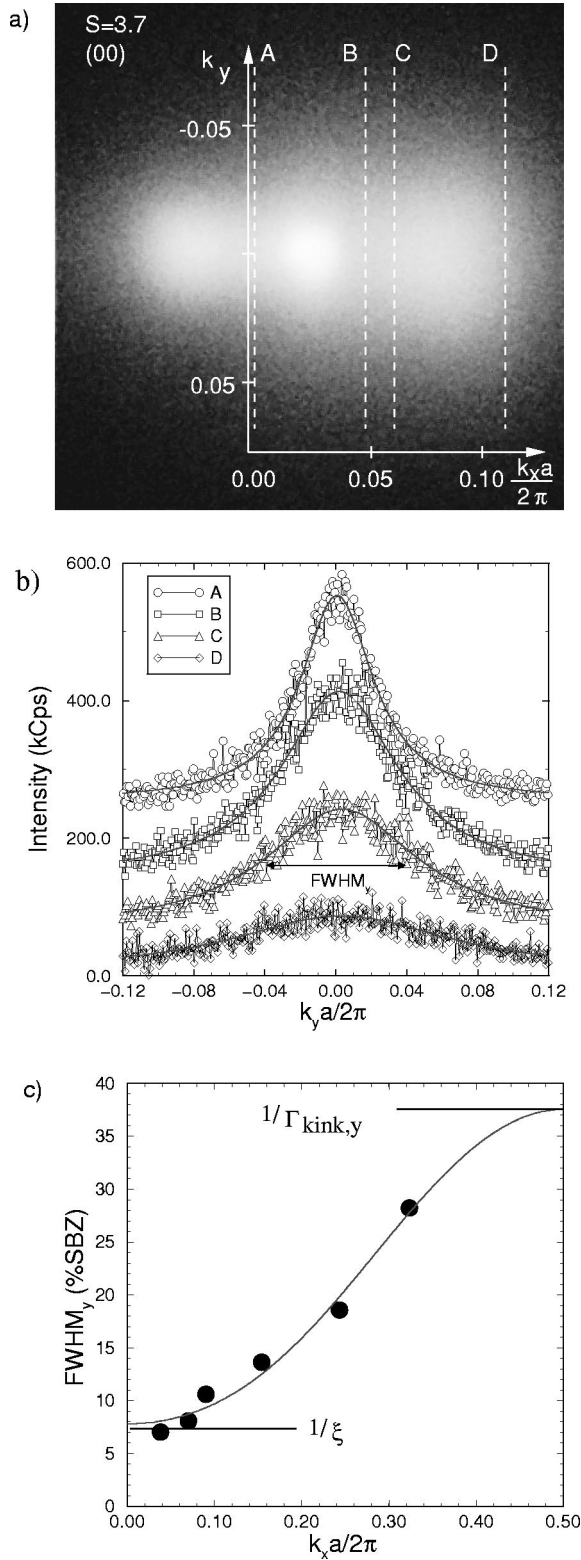 a)
S=3.7
(00)
k_y
A
B
C
D
-0.05
0.05
0.00
0.05
0.10
k_x a
2π
b)
600.0
400.0
200.0
0.0
Intensity (kCps)
A
B
C
D
FWHM_y
−0.12
−0.08
−0.04
0.00
0.04
0.08
0.12
k_y a/2π
c)
40
35
30
25
20
15
10
5
0
FWHM_y (%SBZ)
1/Γ_kink,y
1/ξ
0.00
0.10
0.20
0.30
0.40
0.50
k_x a/2π